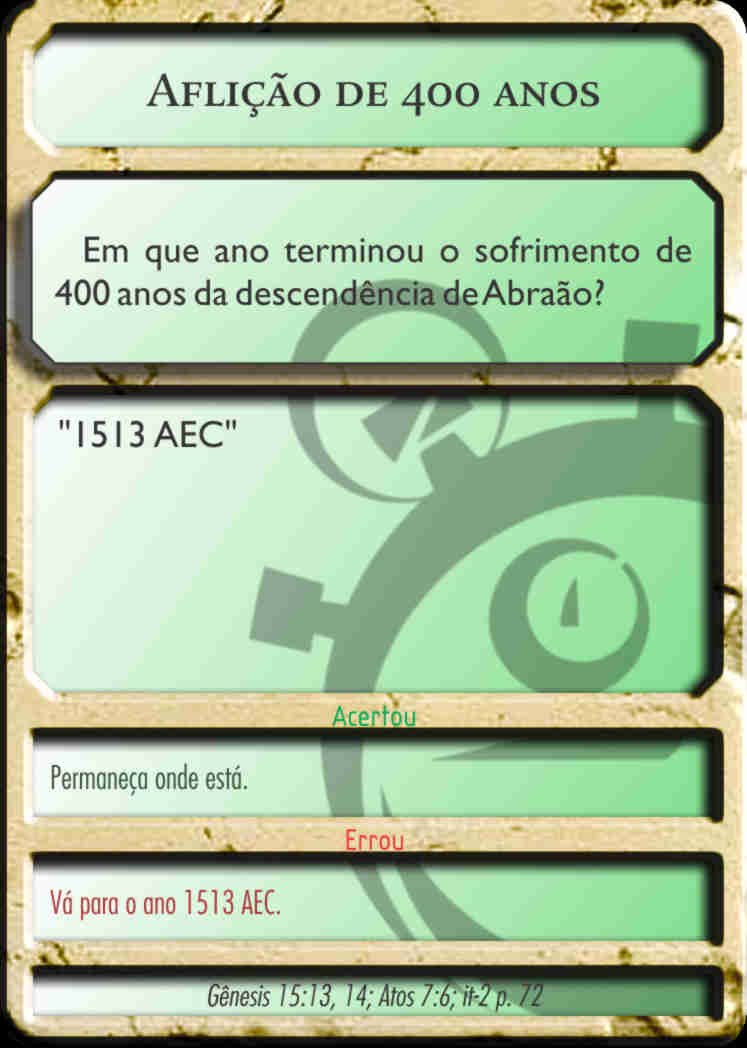 Aflição de 400 anos
Em que ano terminou o sofrimento de
400 anos da descendência de Abraão?
"1513 AEC"
Acertou
Permaneça onde está.
Errou
Vá para o ano 1513 AEC.
Gênesis 15:13, 14; Atos 7:6; it-2 p. 72